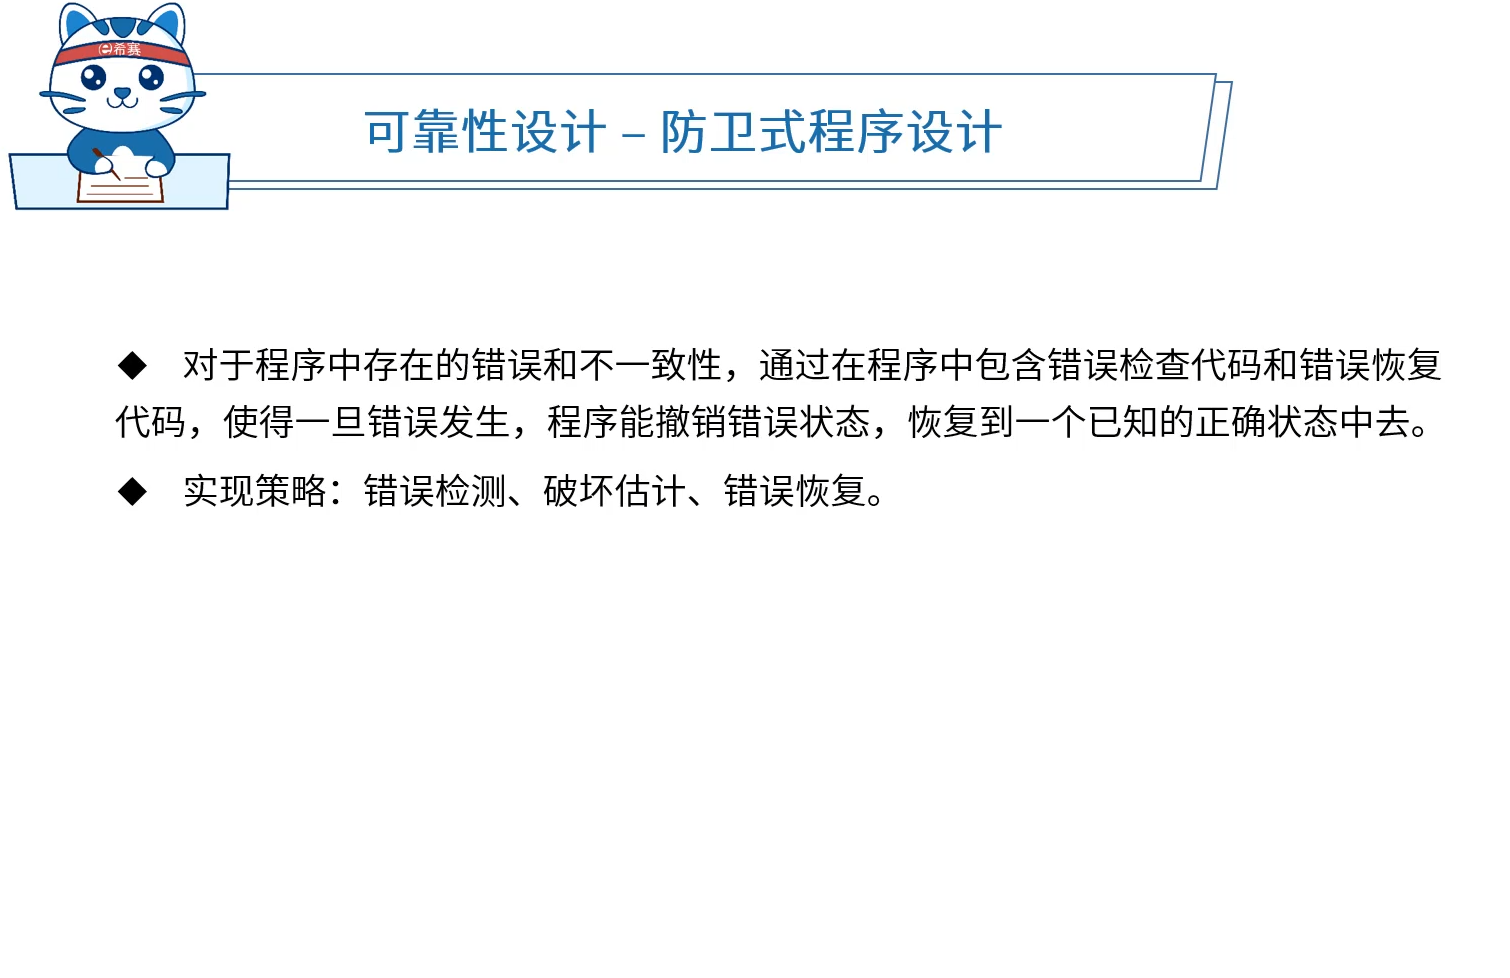 e希赛
可靠性设计 – 防卫式程序设计
◆ 对于程序中存在的错误和不一致性，通过在程序中包含错误检查代码和错误恢复
代码，使得一旦错误发生，程序能撤销错误状态，恢复到一个已知的正确状态中去。
◆ 实现策略：错误检测、破坏估计、错误恢复。